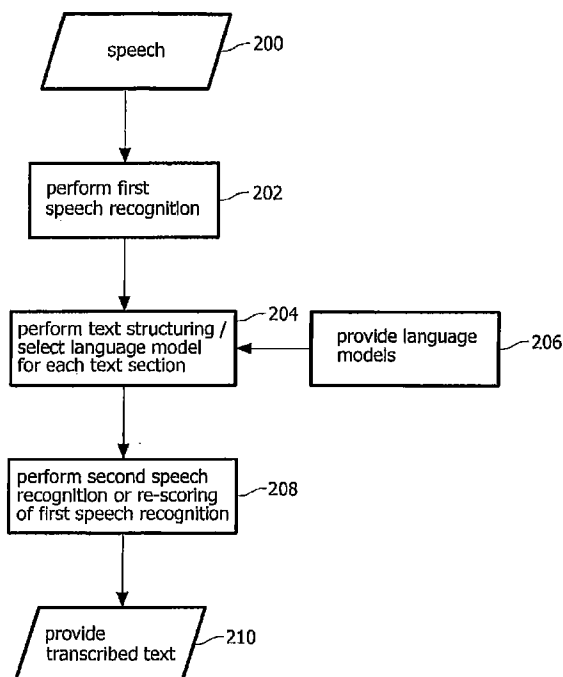 speech
200
perform first
speech recognition
202
204
perform text structuring /
select language model
for each text section
provide language
models
206
perform second speech
recognition or re-scoring
of first speech recognition
208
provide
transcribed text
210